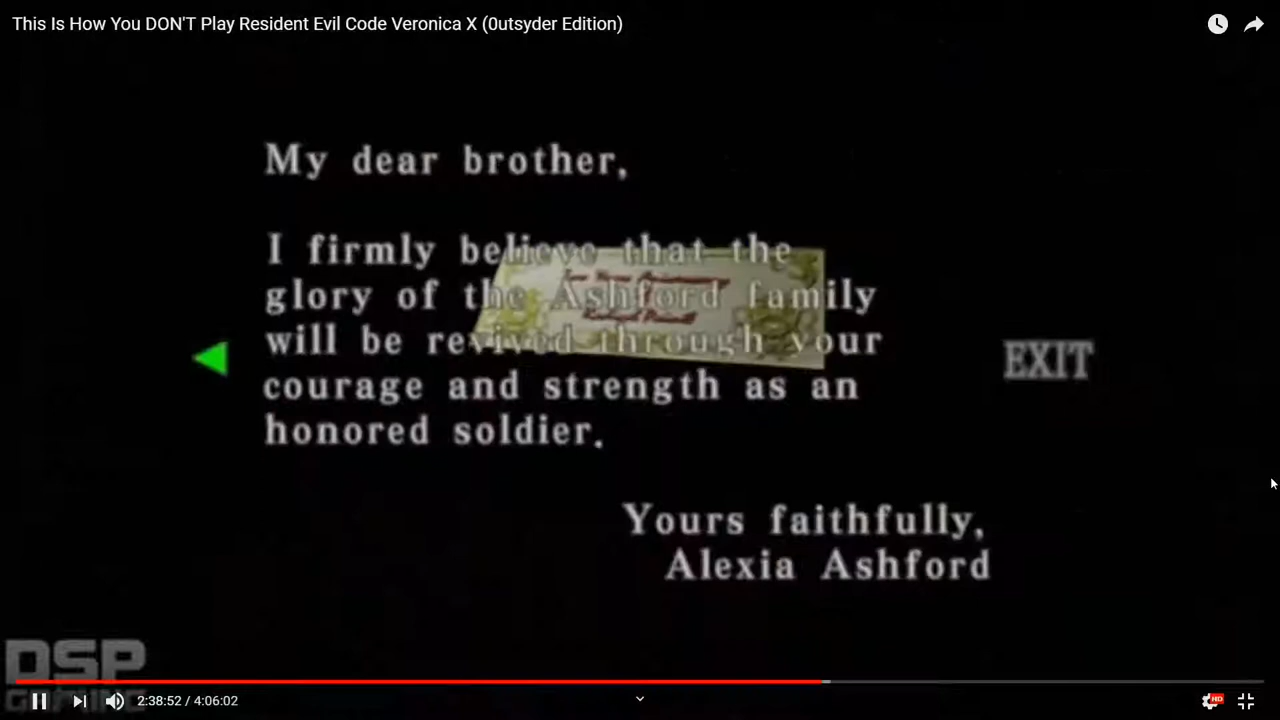 This Is How You DON'T Play Resident Evil Code Veronica X (0utsyder Edition)
My dear brother,
I firmly believe that the
glory of the Ashford family
will be revived through your
courage and strength as an
honored soldier.
EXIT
Yours faithfully,
Alexia Ashford
DSP
GAMING
2:38:52 / 4:06:02
HD